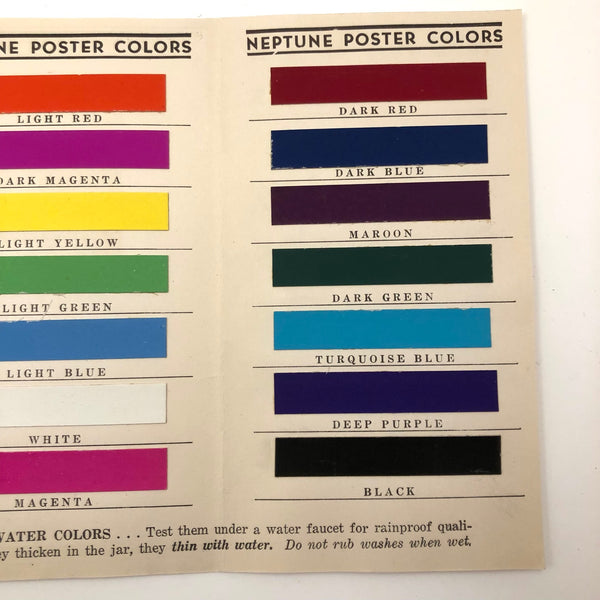 NE POSTER COLORS
LIGHT RED
DARK MAGENTA
LIGHT YELLOW
LIGHT GREEN
LIGHT BLUE
WHITE
MAGENTA
NEPTUNE POSTER COLORS
DARK RED
DARK BLUE
MAROON
DARK GREEN
TURQUOISE BLUE
DEEP PURPLE
BLACK
WATER COLORS . . . Test them under a water faucet for rainproof quali-
ey thicken in the jar, they thin with water. Do not rub washes when wet.